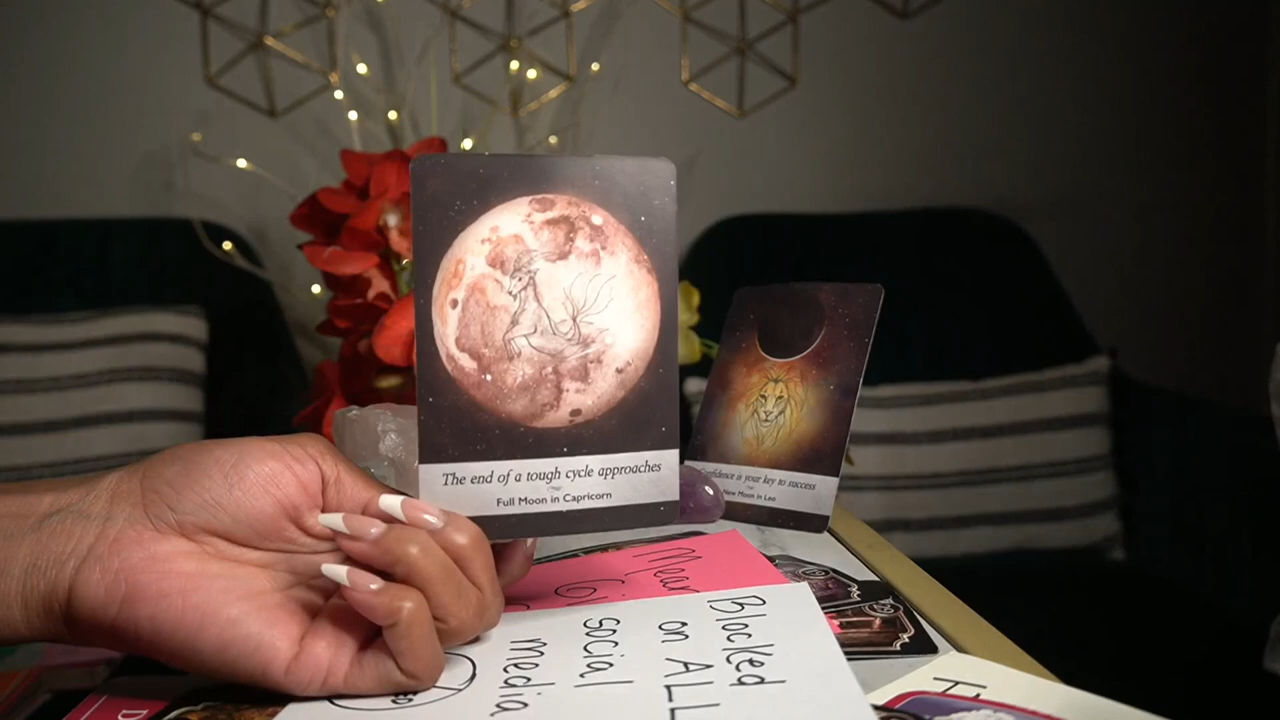 The end of a tough cycle approaches
Full Moon in Capricorn
Confidence is your key to success
New Moon in Leo
Mean
Blocked
on ALL
social
media